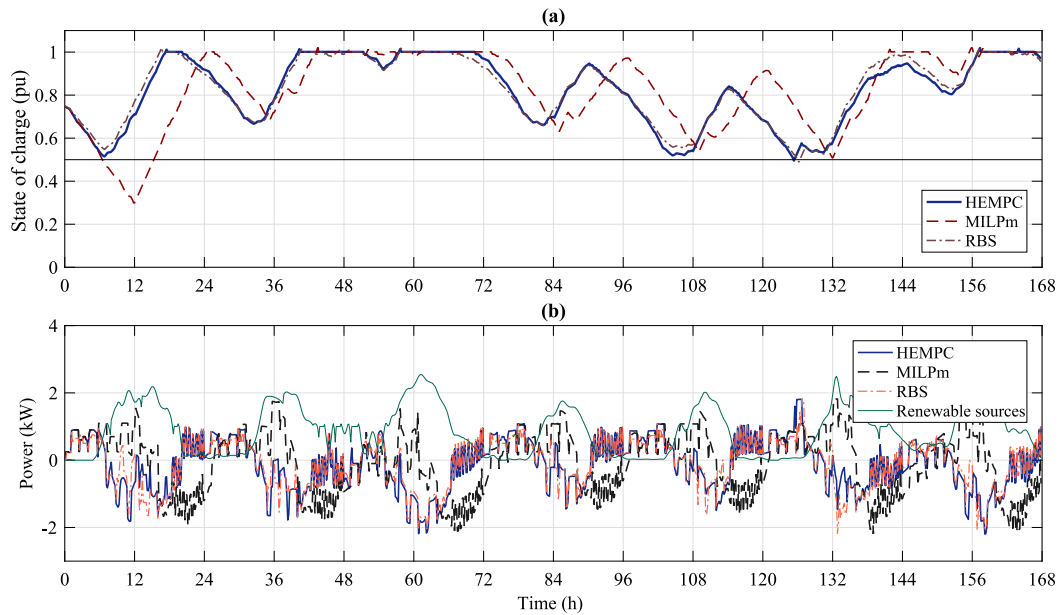 (a)
State of charge (pu)
1
0.8
0.6
0.4
0.2
0
HEMPC
MILPm
RBS
0 12 24 36 48 60 72 84 96 108 120 132 144 156 168
(b)
Power (kW)
4
2
0
-2
HEMPC
MILPm
RBS
Renewable sources
0 12 24 36 48 60 72 84 96 108 120 132 144 156 168
Time (h)